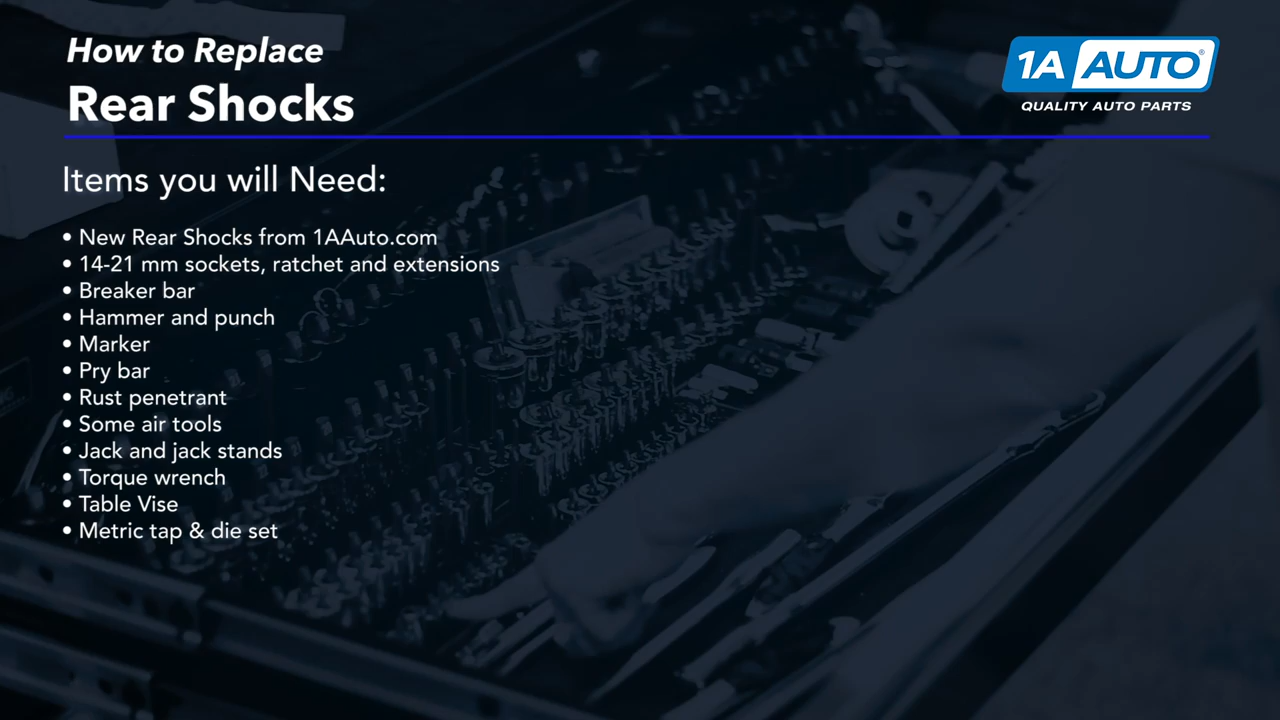 How to Replace
Rear Shocks
1A AUTO®
QUALITY AUTO PARTS
Items you will Need:
• New Rear Shocks from 1AAuto.com
• 14-21 mm sockets, ratchet and extensions
• Breaker bar
• Hammer and punch
• Marker
• Pry bar
• Rust penetrant
• Some air tools
• Jack and jack stands
• Torque wrench
• Table Vise
• Metric tap & die set